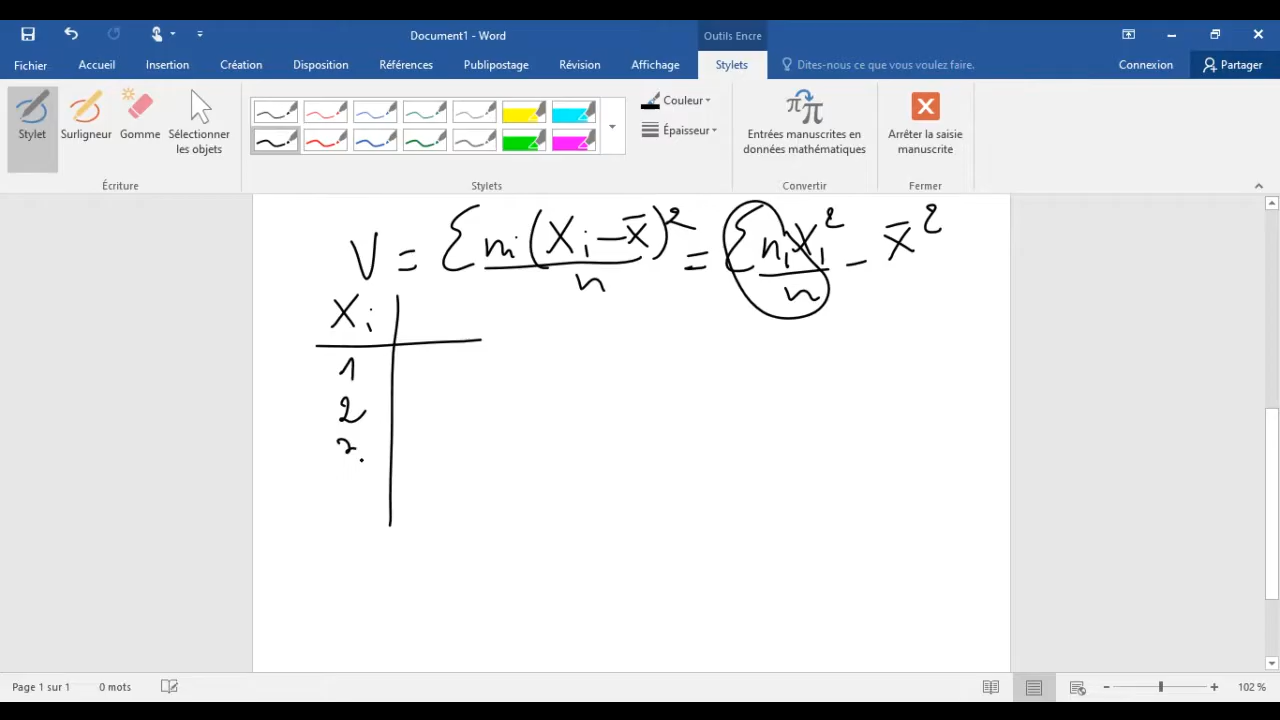 Document1 - Word
Outils Encre
Fichier Accueil Insertion Création Disposition Références Publipostage Révision Affichage Stylets Dites-nous ce que vous voulez faire. Connexion Partager
Stylet Surligneur Gomme Sélectionner les objets
Couleur
Épaisseur
Entrées manuscrites en données mathématiques
Arrêter la saisie manuscrite
Écriture Stylets Convertir Fermer
V = Σ ni(Xi - x̄)² / n = Σ niXi² / n - x̄²
Xi
1
2
Page 1 sur 1 0 mots 102 %